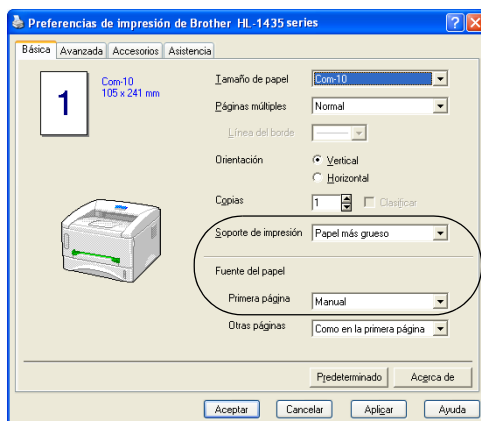 Preferencias de impresión de Brother HL-1435 series
Básica Avanzada Accesorios Asistencia
1
Com-10
105 x 241 mm
Tamaño de papel Com-10
Páginas múltiples Normal
Línea del borde
Orientación Vertical
Horizontal
Copias 1 Clasificar
Soporte de impresión Papel más grueso
Fuente del papel
Primera página Manual
Otras páginas Como en la primera página
Predeterminado Acerca de
Aceptar Cancelar Aplicar Ayuda